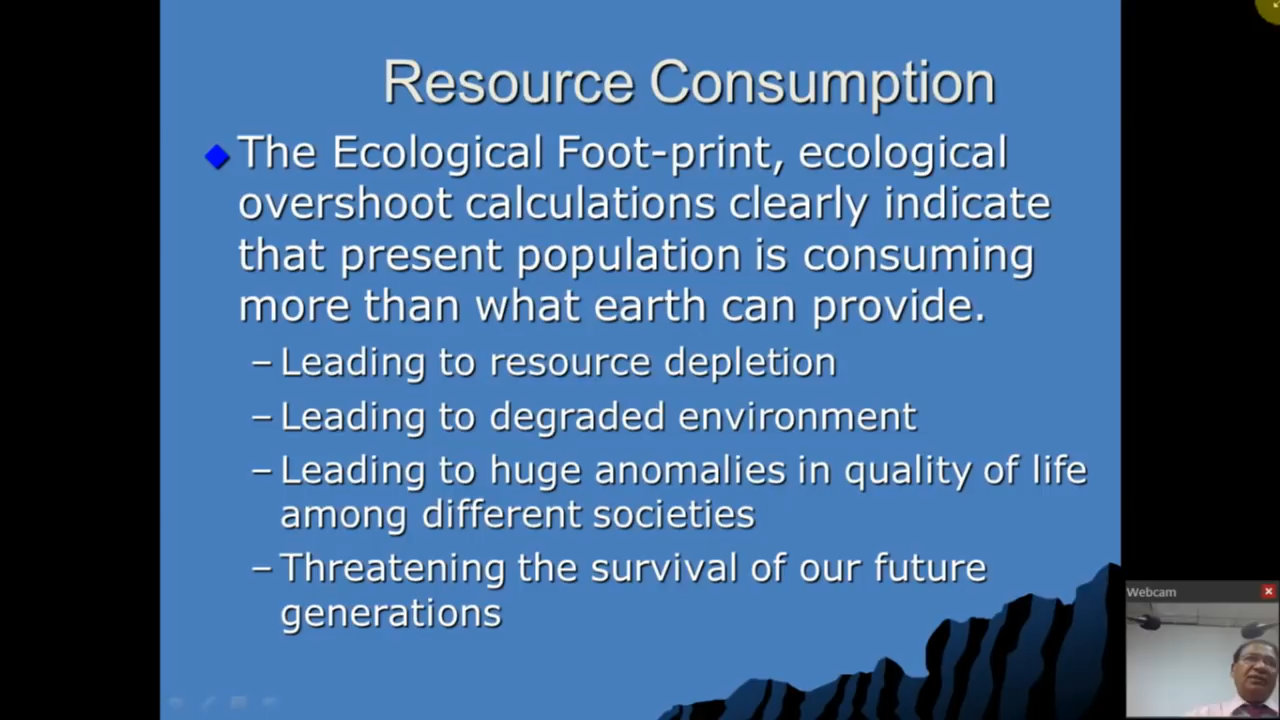 Resource Consumption
◆ The Ecological Foot-print, ecological
overshoot calculations clearly indicate
that present population is consuming
more than what earth can provide.
– Leading to resource depletion
– Leading to degraded environment
– Leading to huge anomalies in quality of life
among different societies
– Threatening the survival of our future
generations
Webcam